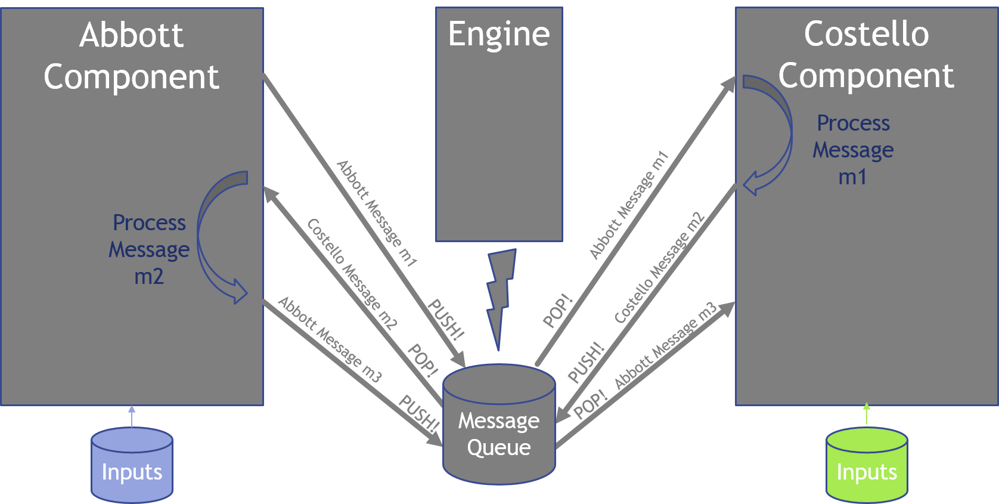 Abbott
Component
Engine
Costello
Component
Process
Message
m1
Process
Message
m2
Abbott Message m1
PUSH!
Costello Message m2
POP!
Abbott Message m3
PUSH!
Abbott Message m1
POP!
Costello Message m2
PUSH!
Abbott Message m3
POP!
Message
Queue
Inputs
Inputs